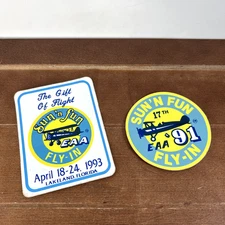 The Gift
Of Flight
Sun 'n Fun
EAA
FLY-IN
April 18-24, 1993
LAKELAND, FLORIDA
SUN'N FUN
17TH
EAA '91
FLY-IN